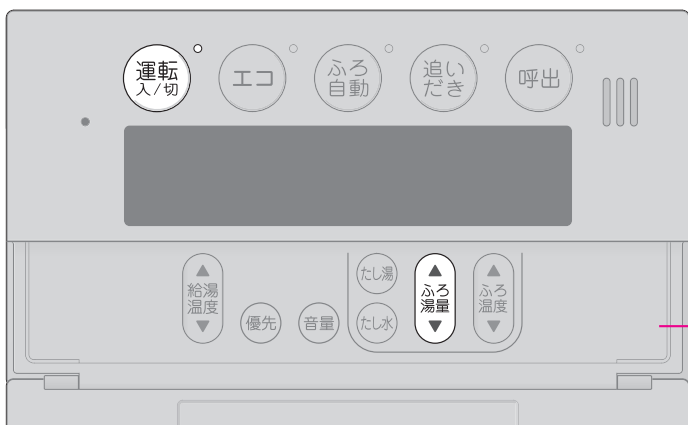 運転
入/切
エコ
ふろ
自動
追い
だき
呼出
給湯
温度
優先
音量
たし湯
たし水
ふろ
湯量
ふろ
温度